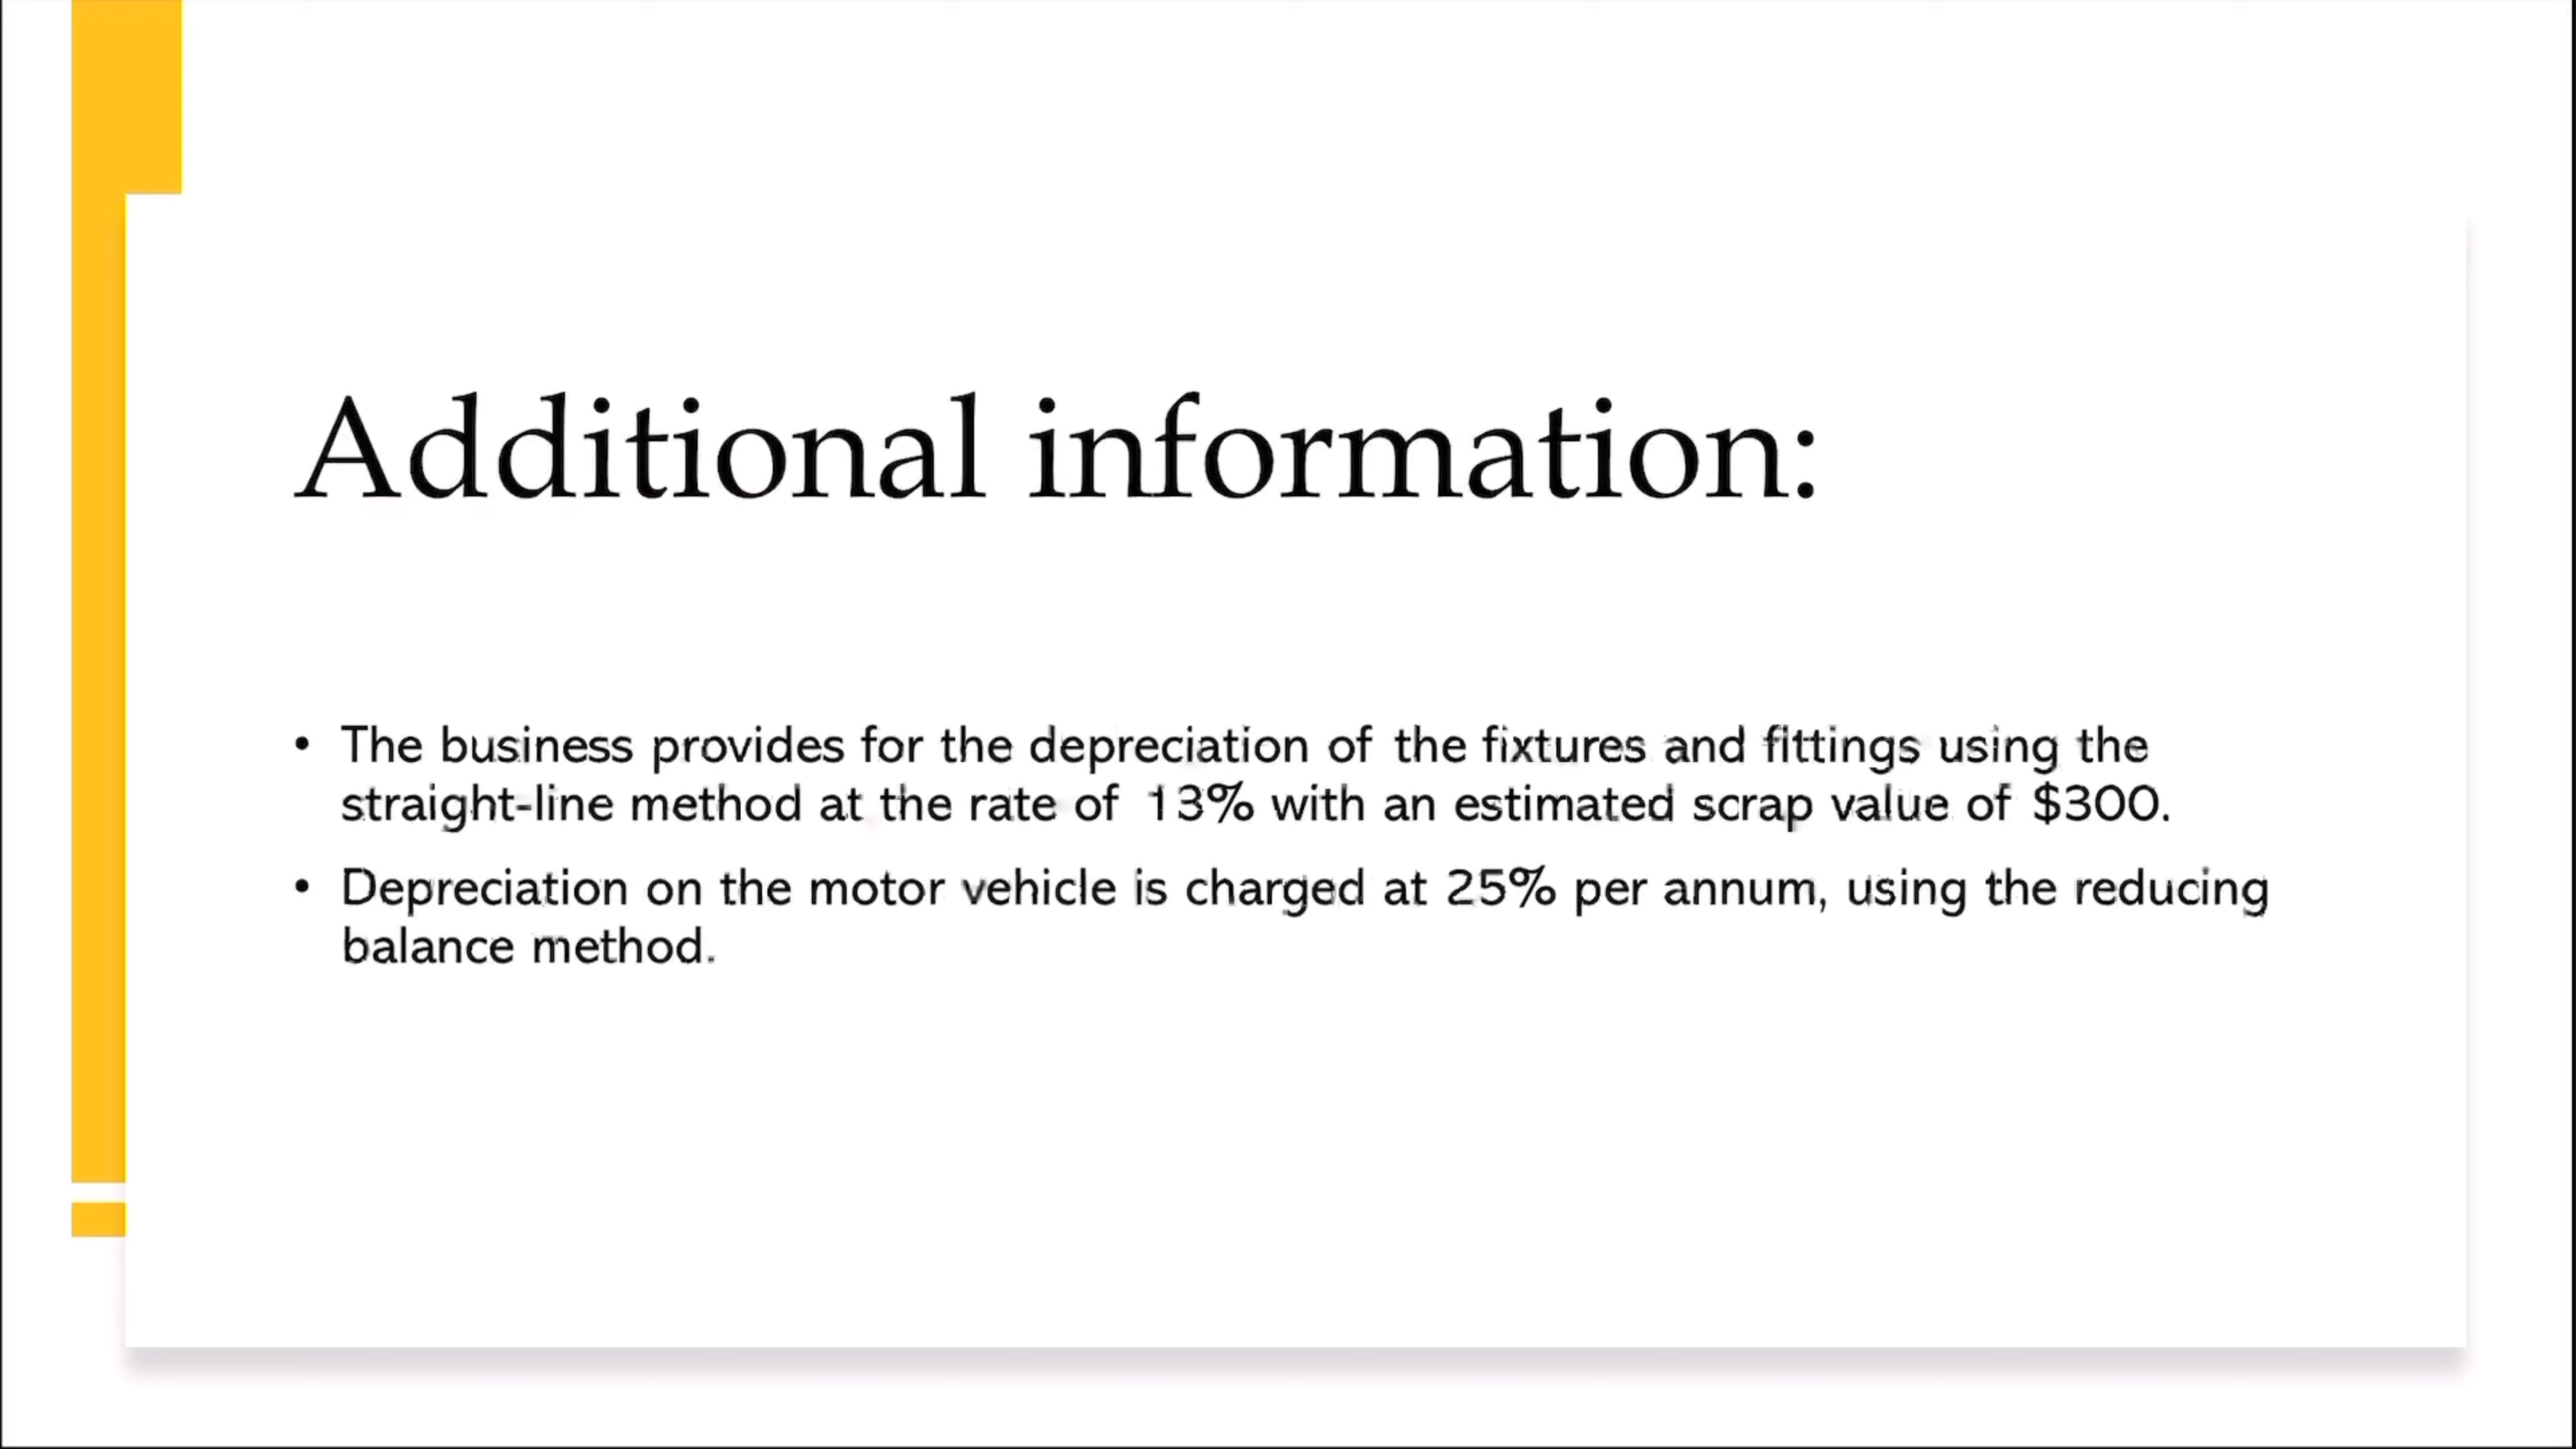 Additional information:
• The business provides for the depreciation of the fixtures and fittings using the
straight-line method at the rate of 13% with an estimated scrap value of $300.
• Depreciation on the motor vehicle is charged at 25% per annum, using the reducing
balance method.